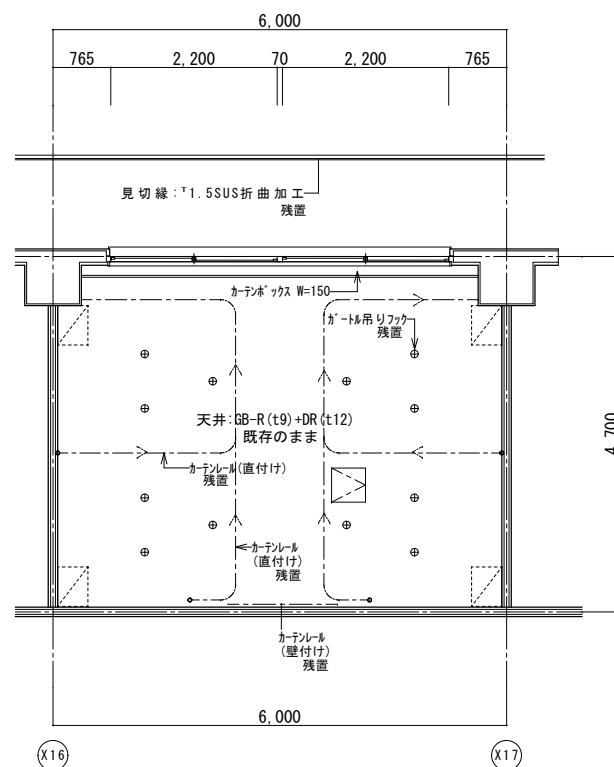 6,000
765 2,200 70 2,200 765
見切縁：ᵀ1.5SUS折曲加工
残置
カーテンボックス W=150
ガートル吊りフック
残置
天井：GB-R(t9)+DR(t12)
既存のまま
カーテンレール(直付け)
残置
カーテンレール
(直付け)
残置
カーテンレール
(壁付け)
残置
4,700
6,000
X16 X17